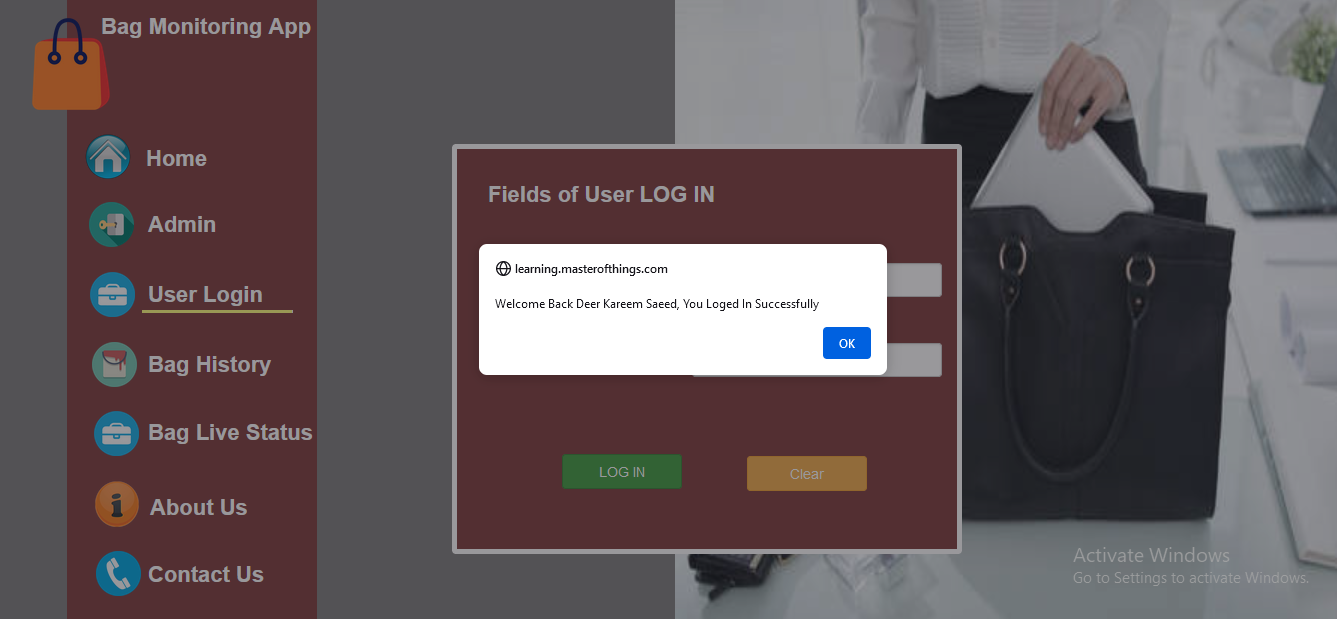 Bag Monitoring App
Home
Admin
User Login
Bag History
Bag Live Status
About Us
Contact Us
Fields of User LOG IN
learning.masterofthings.com
Welcome Back Deer Kareem Saeed, You Loged In Successfully
OK
LOG IN
Clear
Activate Windows
Go to Settings to activate Windows.